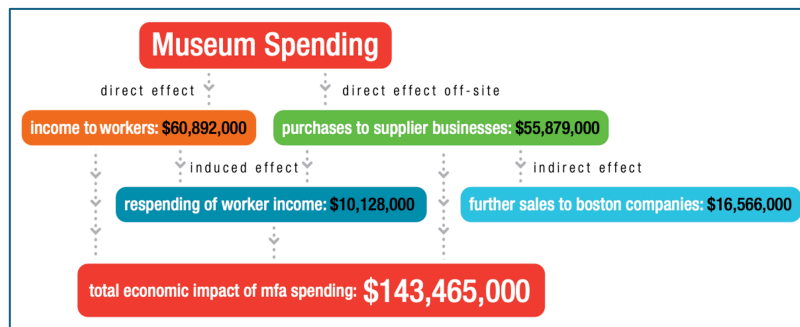 Museum Spending
direct effect
direct effect off-site
income to workers: $60,892,000
purchases to supplier businesses: $55,879,000
induced effect
indirect effect
respending of worker income: $10,128,000
further sales to boston companies: $16,566,000
total economic impact of mfa spending: $143,465,000